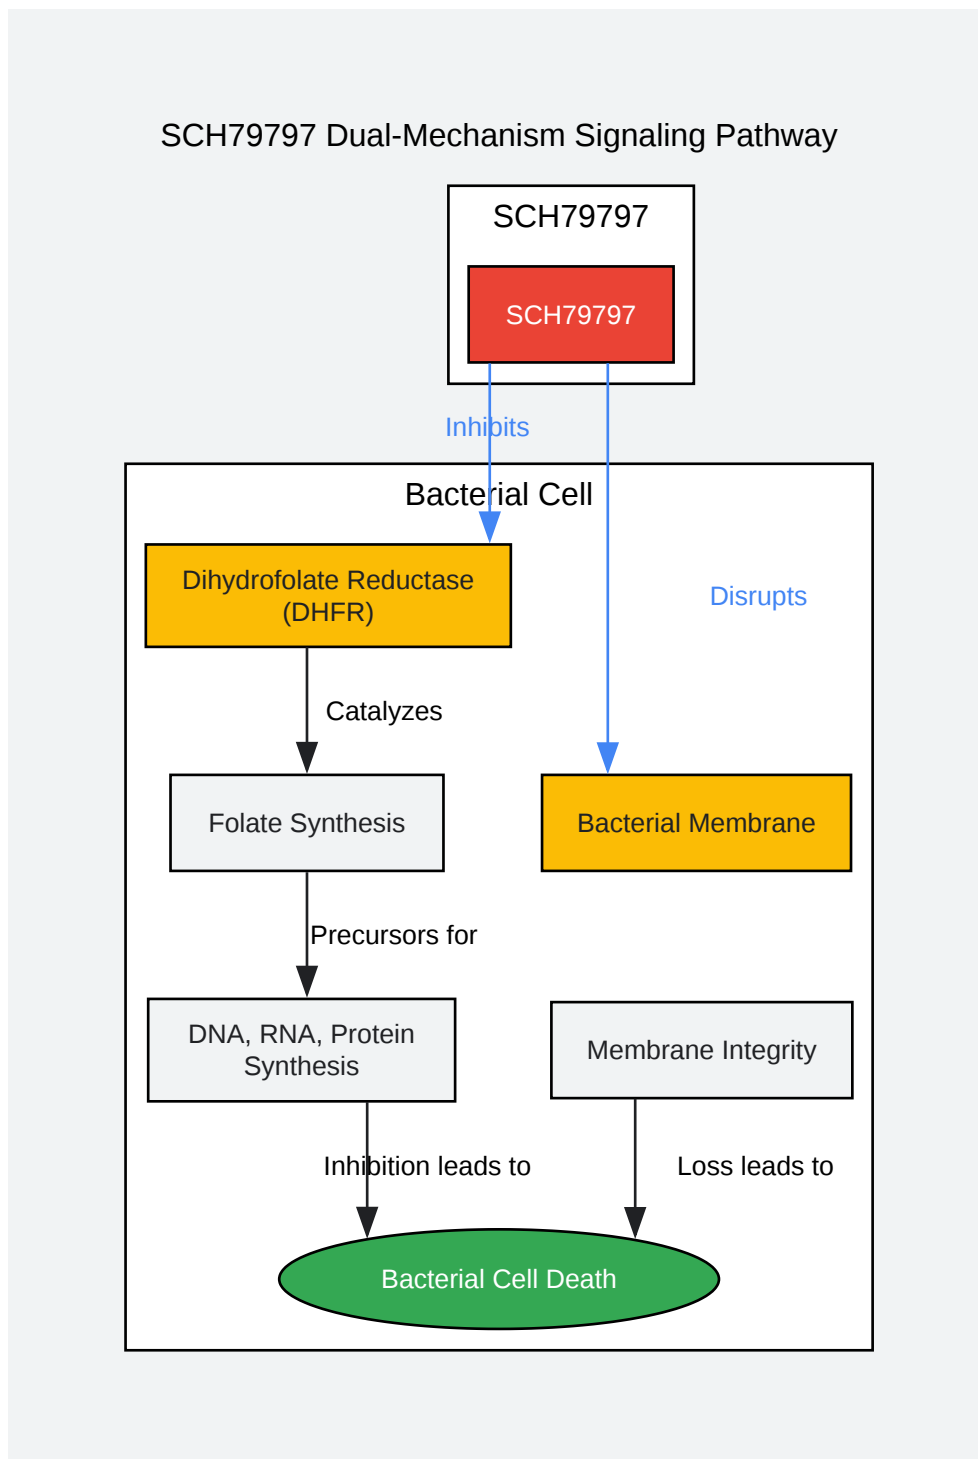 SCH79797 Dual-Mechanism Signaling Pathway
SCH79797
SCH79797
Inhibits
Bacterial Cell
Dihydrofolate Reductase
(DHFR)
Disrupts
Catalyzes
Folate Synthesis
Bacterial Membrane
Precursors for
DNA, RNA, Protein
Synthesis
Membrane Integrity
Inhibition leads to
Loss leads to
Bacterial Cell Death